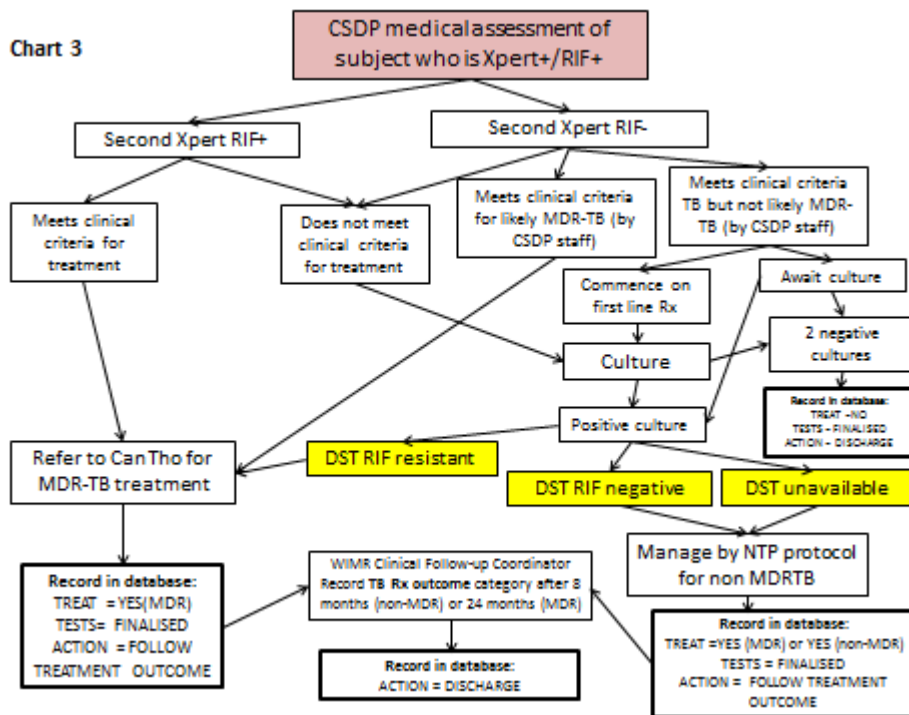 Chart 3
CSDP medical assessment of
subject who is Xpert+/RIF+
Second Xpert RIF+
Second Xpert RIF-
Meets clinical
criteria for
treatment
Does not meet
clinical criteria
for treatment
Meets clinical criteria
for likely MDR-TB (by
CSDP staff)
Meets clinical criteria
TB but not likely MDR-
TB (by CSDP staff)
Commence on
first line Rx
Await culture
Culture
2 negative
cultures
Record in database:
TREAT –NO
TESTS – FINALISED
ACTION – DISCHARGE
Positive culture
Refer to Can Tho for
MDR-TB treatment
DST RIF resistant
DST RIF negative
DST unavailable
Manage by NTP protocol
for non MDRTB
Record in database:
TREAT =YES(MDR)
TESTS= FINALISED
ACTION =FOLLOW
TREATMENT OUTCOME
WIMR Clinical Follow-up Coordinator
Record TB Rx outcome category after 8
months (non-MDR) or 24 months (MDR)
Record in database:
ACTION = DISCHARGE
Record in database:
TREAT =YES (MDR) or YES (non-MDR)
TESTS = FINALISED
ACTION = FOLLOW TREATMENT
OUTCOME